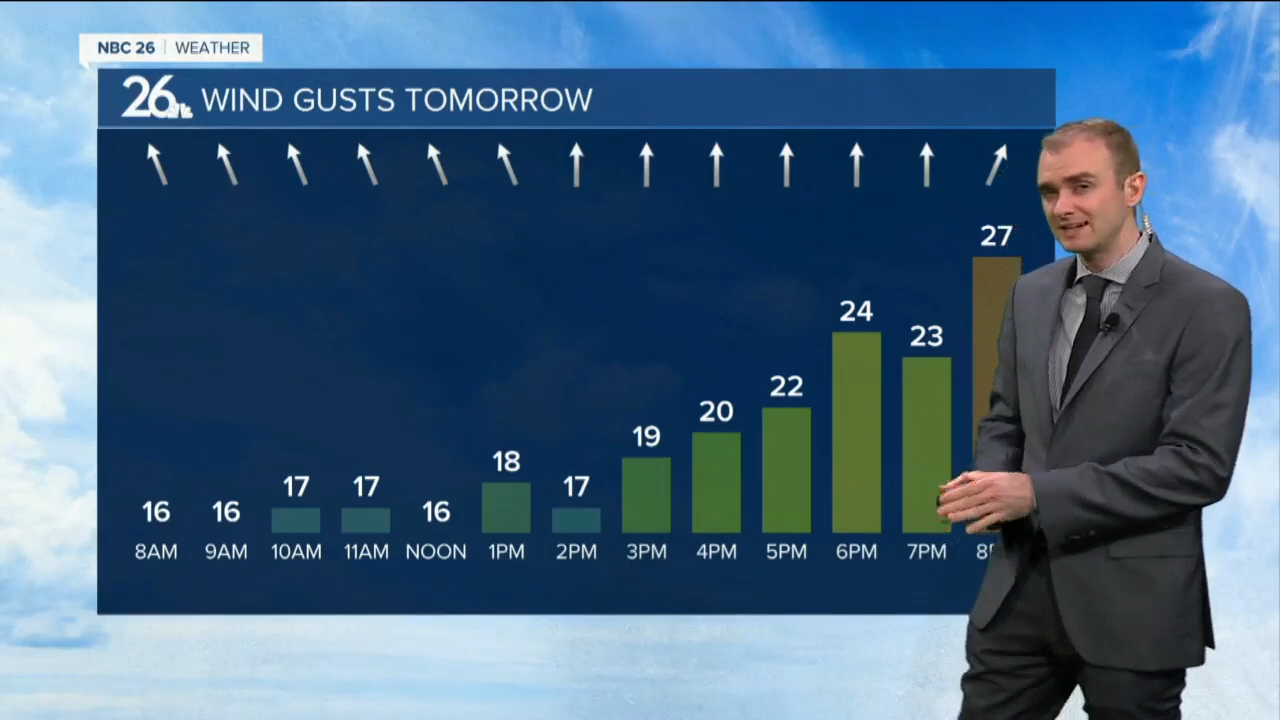 NBC 26 | WEATHER
26 WIND GUSTS TOMORROW
27
24
23
22
20
19
18
17 17 17
16 16 16
8AM 9AM 10AM 11AM NOON 1PM 2PM 3PM 4PM 5PM 6PM 7PM